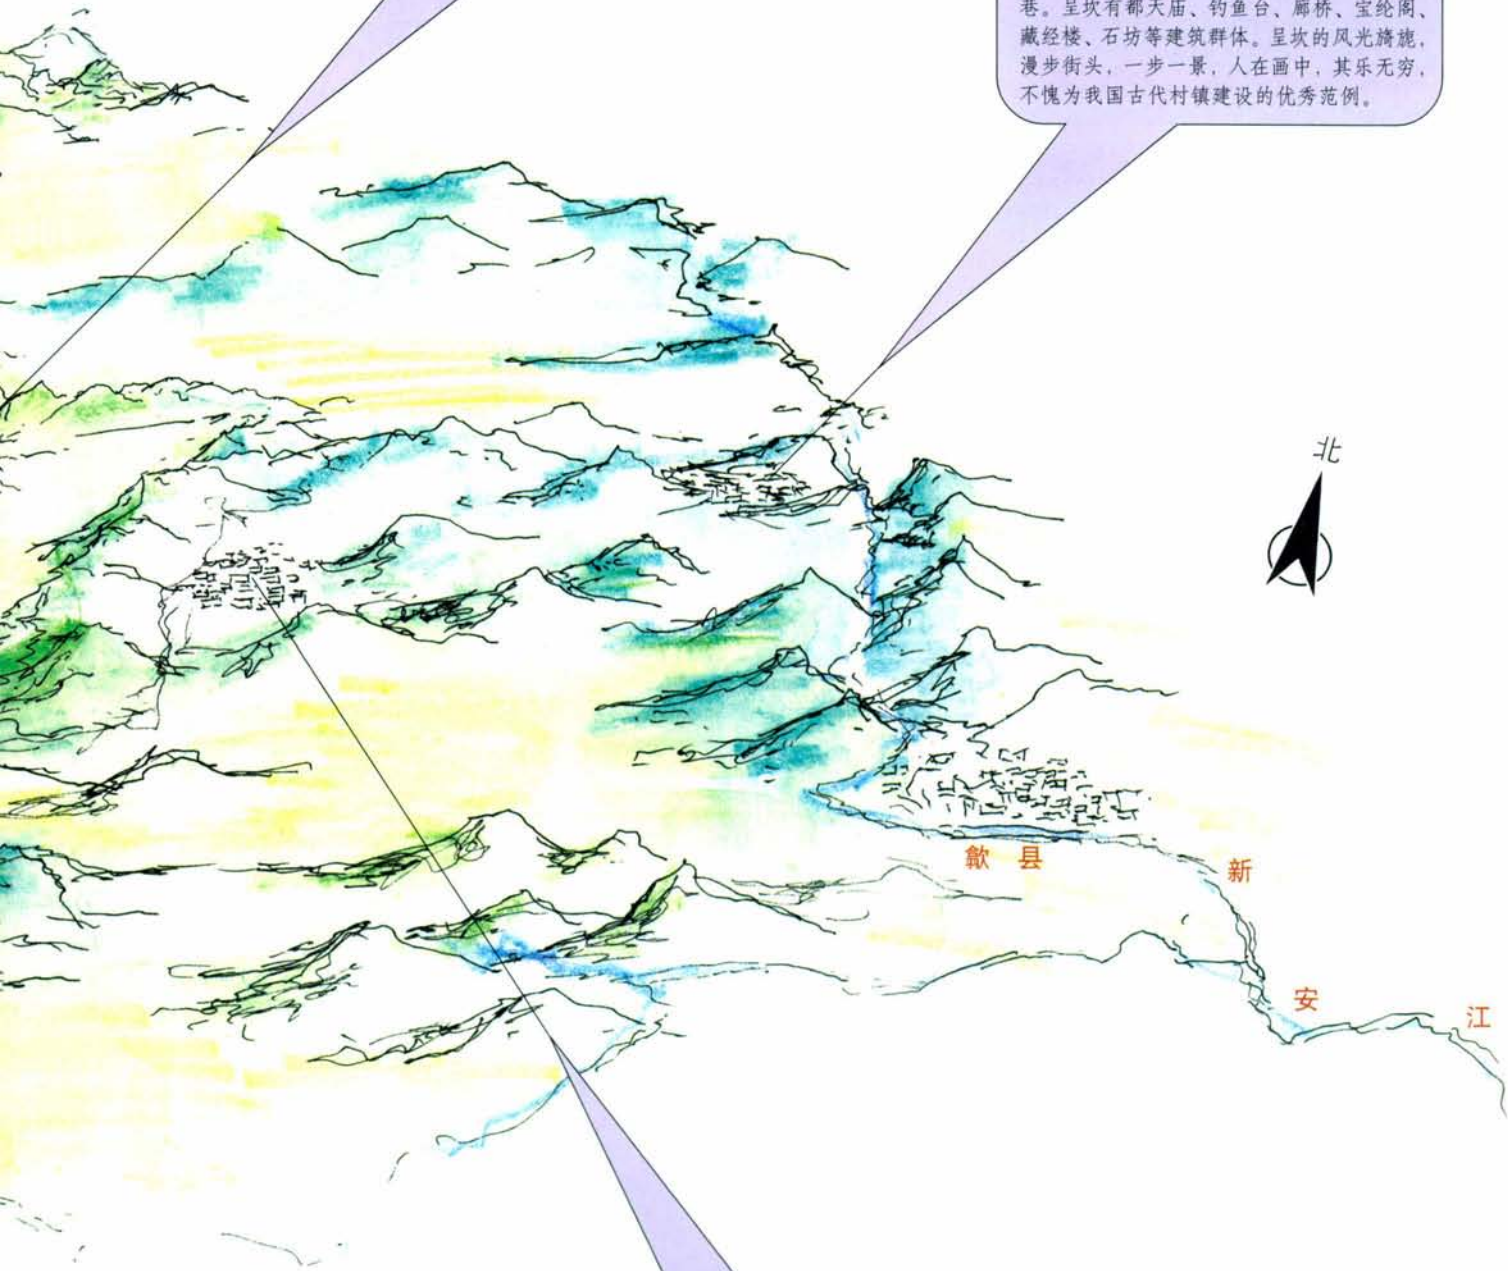 巷。呈坎有都天庙、钓鱼台、廊桥、宝纶阁、
藏经楼、石坊等建筑群体。呈坎的风光旖旎，
漫步街头，一步一景，人在画中，其乐无穷，
不愧为我国古代村镇建设的优秀范例。
北
歙县
新
安
江